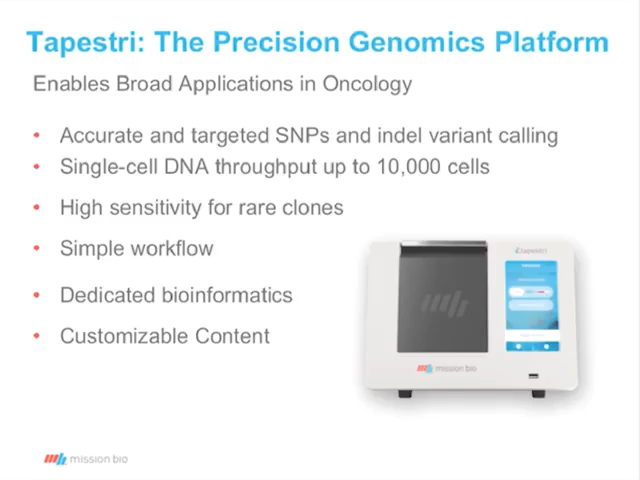 Tapestri: The Precision Genomics Platform
Enables Broad Applications in Oncology
• Accurate and targeted SNPs and indel variant calling
• Single-cell DNA throughput up to 10,000 cells
• High sensitivity for rare clones
• Simple workflow
• Dedicated bioinformatics
• Customizable Content
tapestri
mission bio
mission bio